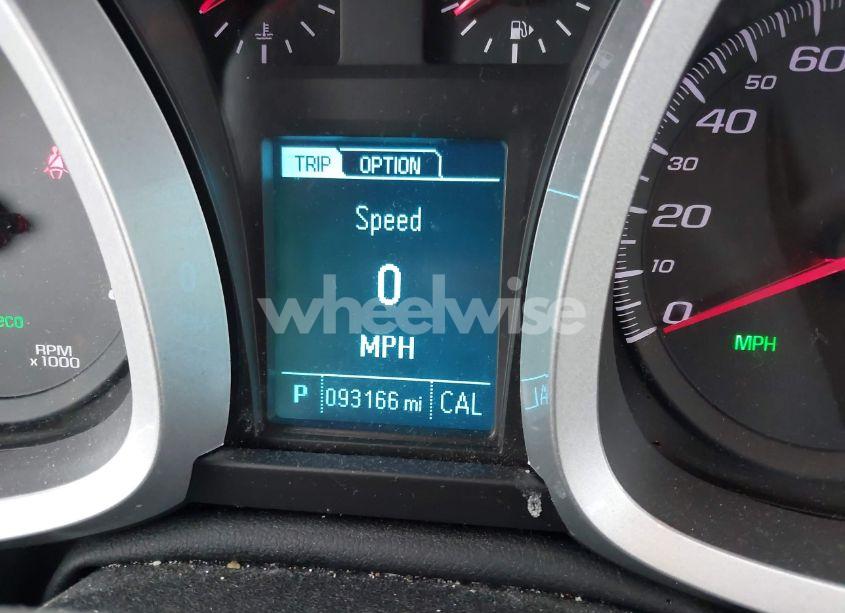 60
50
40
30
20
10
0
MPH
TRIP OPTION
Speed
0
MPH
P 093166 mi CAL
eco
RPM
x1000
wheelwise